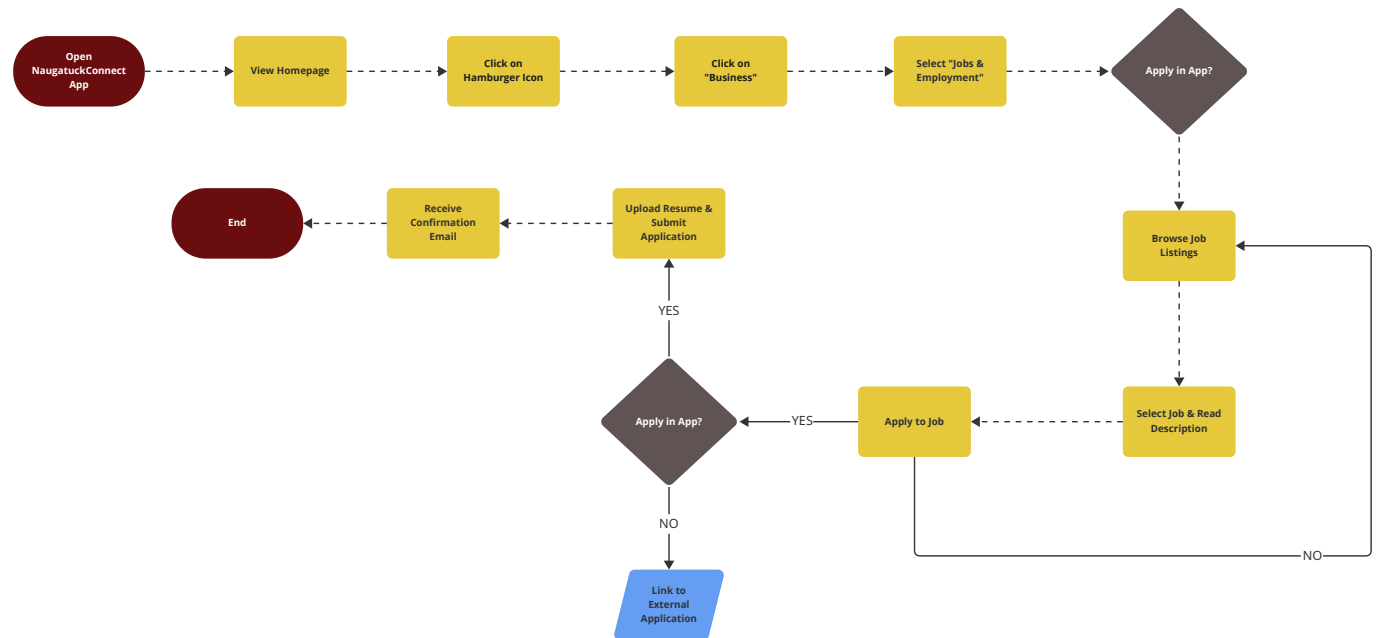 Open
NaugatuckConnect
App
View Homepage
Click on
Hamburger Icon
Click on
"Business"
Select "Jobs &
Employment"
Apply in App?
End
Receive
Confirmation
Email
Upload Resume &
Submit
Application
Browse Job
Listings
YES
Apply in App?
YES
Apply to Job
Select Job & Read
Description
NO
NO
Link to
External
Application